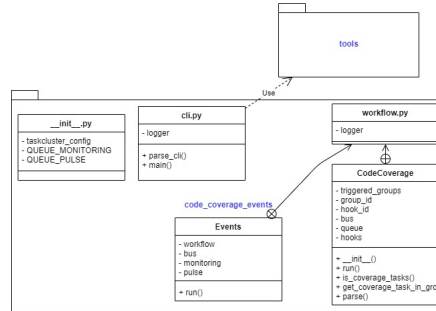 tools
Use
__init__.py
- taskcluster_config
- QUEUE_MONITORING
- QUEUE_PULSE
cli.py
- logger
+ parse_cli()
+ main()
workflow.py
- logger
CodeCoverage
- triggered_groups
- group_id
- hook_id
- bus
- queue
- hooks
+ __init__()
+ run()
+ is_coverage_tasks()
+ get_coverage_task_in_gro
+ parse()
code_coverage_events
Events
- workflow
- bus
- monitoring
- pulse
+ run()